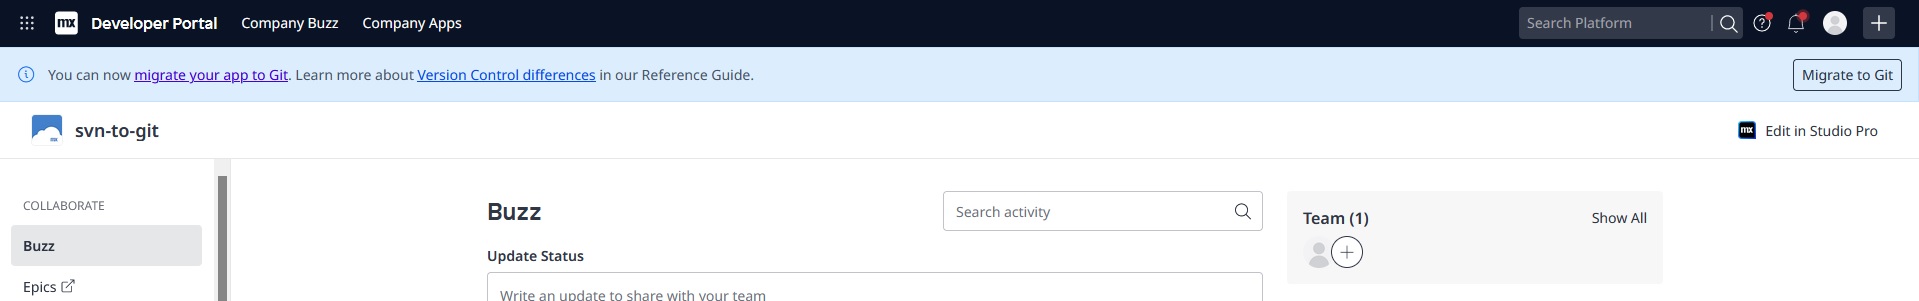 mx Developer Portal Company Buzz Company Apps Search Platform
You can now migrate your app to Git. Learn more about Version Control differences in our Reference Guide. Migrate to Git
svn-to-git mx Edit in Studio Pro
COLLABORATE
Buzz
Epics
Buzz Search activity
Update Status
Write an update to share with your team
Team (1) Show All